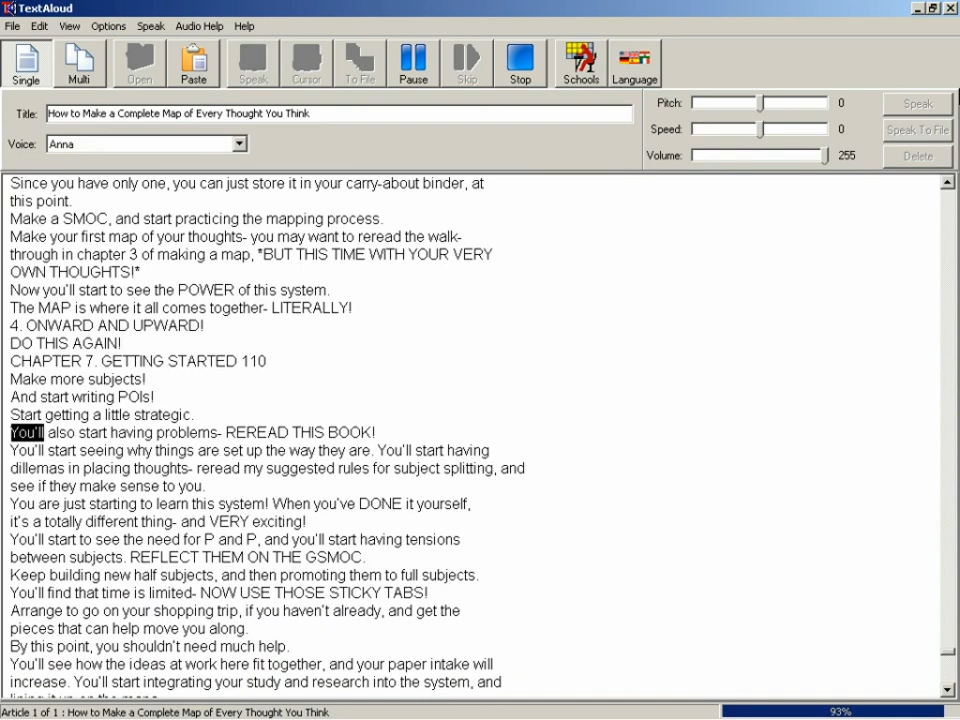 TextAloud
File Edit View Options Speak Audio Help Help
Single Multi Open Paste Speak Cursor To File Pause Skip Stop Schools Language
Title: How to Make a Complete Map of Every Thought You Think
Voice: Anna
Pitch: 0 Speak
Speed: 0 Speak To File
Volume: 255 Delete
Since you have only one, you can just store it in your carry-about binder, at
this point.
Make a SMOC, and start practicing the mapping process.
Make your first map of your thoughts- you may want to reread the walk-
through in chapter 3 of making a map, *BUT THIS TIME WITH YOUR VERY
OWN THOUGHTS!*
Now you'll start to see the POWER of this system.
The MAP is where it all comes together- LITERALLY!
4. ONWARD AND UPWARD!
DO THIS AGAIN!
CHAPTER 7. GETTING STARTED 110
Make more subjects!
And start writing POIs!
Start getting a little strategic.
You'll also start having problems- REREAD THIS BOOK!
You'll start seeing why things are set up the way they are. You'll start having
dillemas in placing thoughts- reread my suggested rules for subject splitting, and
see if they make sense to you.
You are just starting to learn this system! When you've DONE it yourself,
it's a totally different thing- and VERY exciting!
You'll start to see the need for P and P, and you'll start having tensions
between subjects. REFLECT THEM ON THE GSMOC.
Keep building new half subjects, and then promoting them to full subjects.
You'll find that time is limited- NOW USE THOSE STICKY TABS!
Arrange to go on your shopping trip, if you haven't already, and get the
pieces that can help move you along.
By this point, you shouldn't need much help.
You'll see how the ideas at work here fit together, and your paper intake will
increase. You'll start integrating your study and research into the system, and
Article 1 of 1 : How to Make a Complete Map of Every Thought You Think 93%